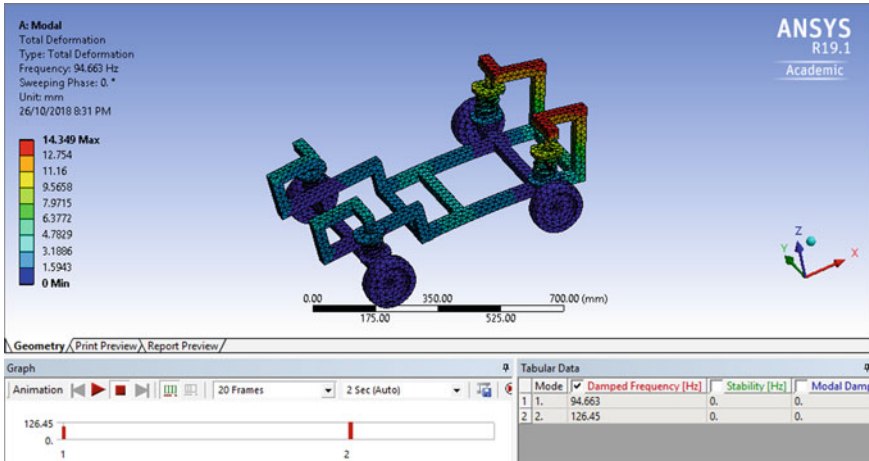 A: Modal
Total Deformation
Type: Total Deformation
Frequency: 94.663 Hz
Sweeping Phase: 0. °
Unit: mm
26/10/2018 8:31 PM
14.349 Max
12.754
11.16
9.5658
7.9715
6.3772
4.7829
3.1886
1.5943
0 Min
ANSYS
R19.1
Academic
Z
Y
X
0.00 350.00 700.00 (mm)
175.00 525.00
Geometry Print Preview Report Preview
Graph
Animation 20 Frames 2 Sec (Auto)
126.45
0.
1 2
Tabular Data
Mode Damped Frequency [Hz] Stability [Hz] Modal Damp
1 1. 94.663 0. 0.
2 2. 126.45 0. 0.